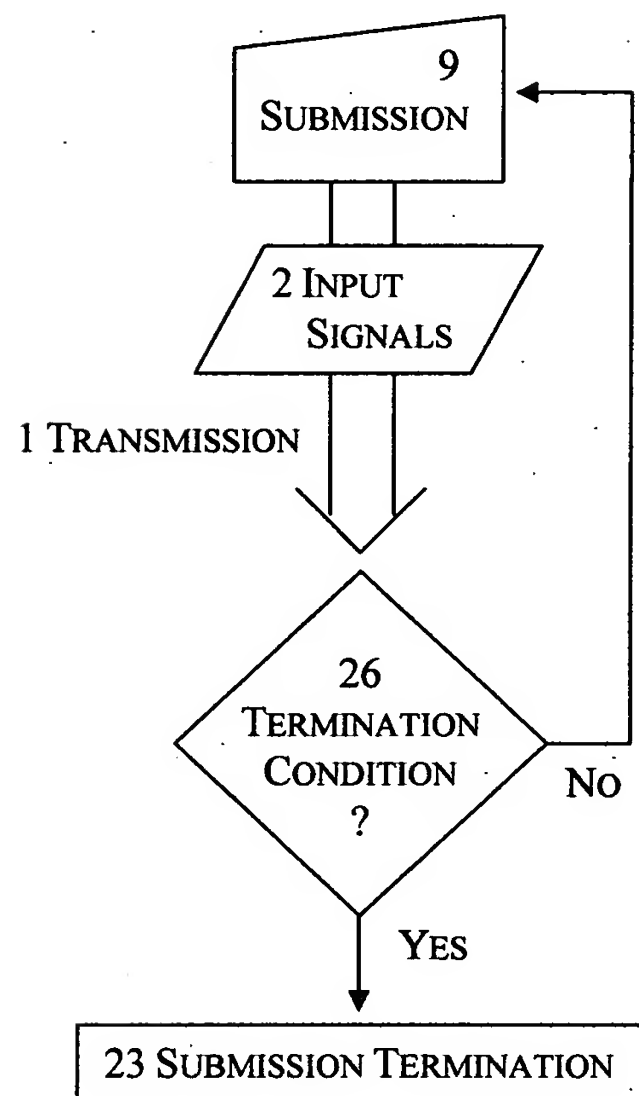 9
SUBMISSION
2 INPUT
SIGNALS
1 TRANSMISSION
26
TERMINATION
CONDITION
?
NO
YES
23 SUBMISSION TERMINATION